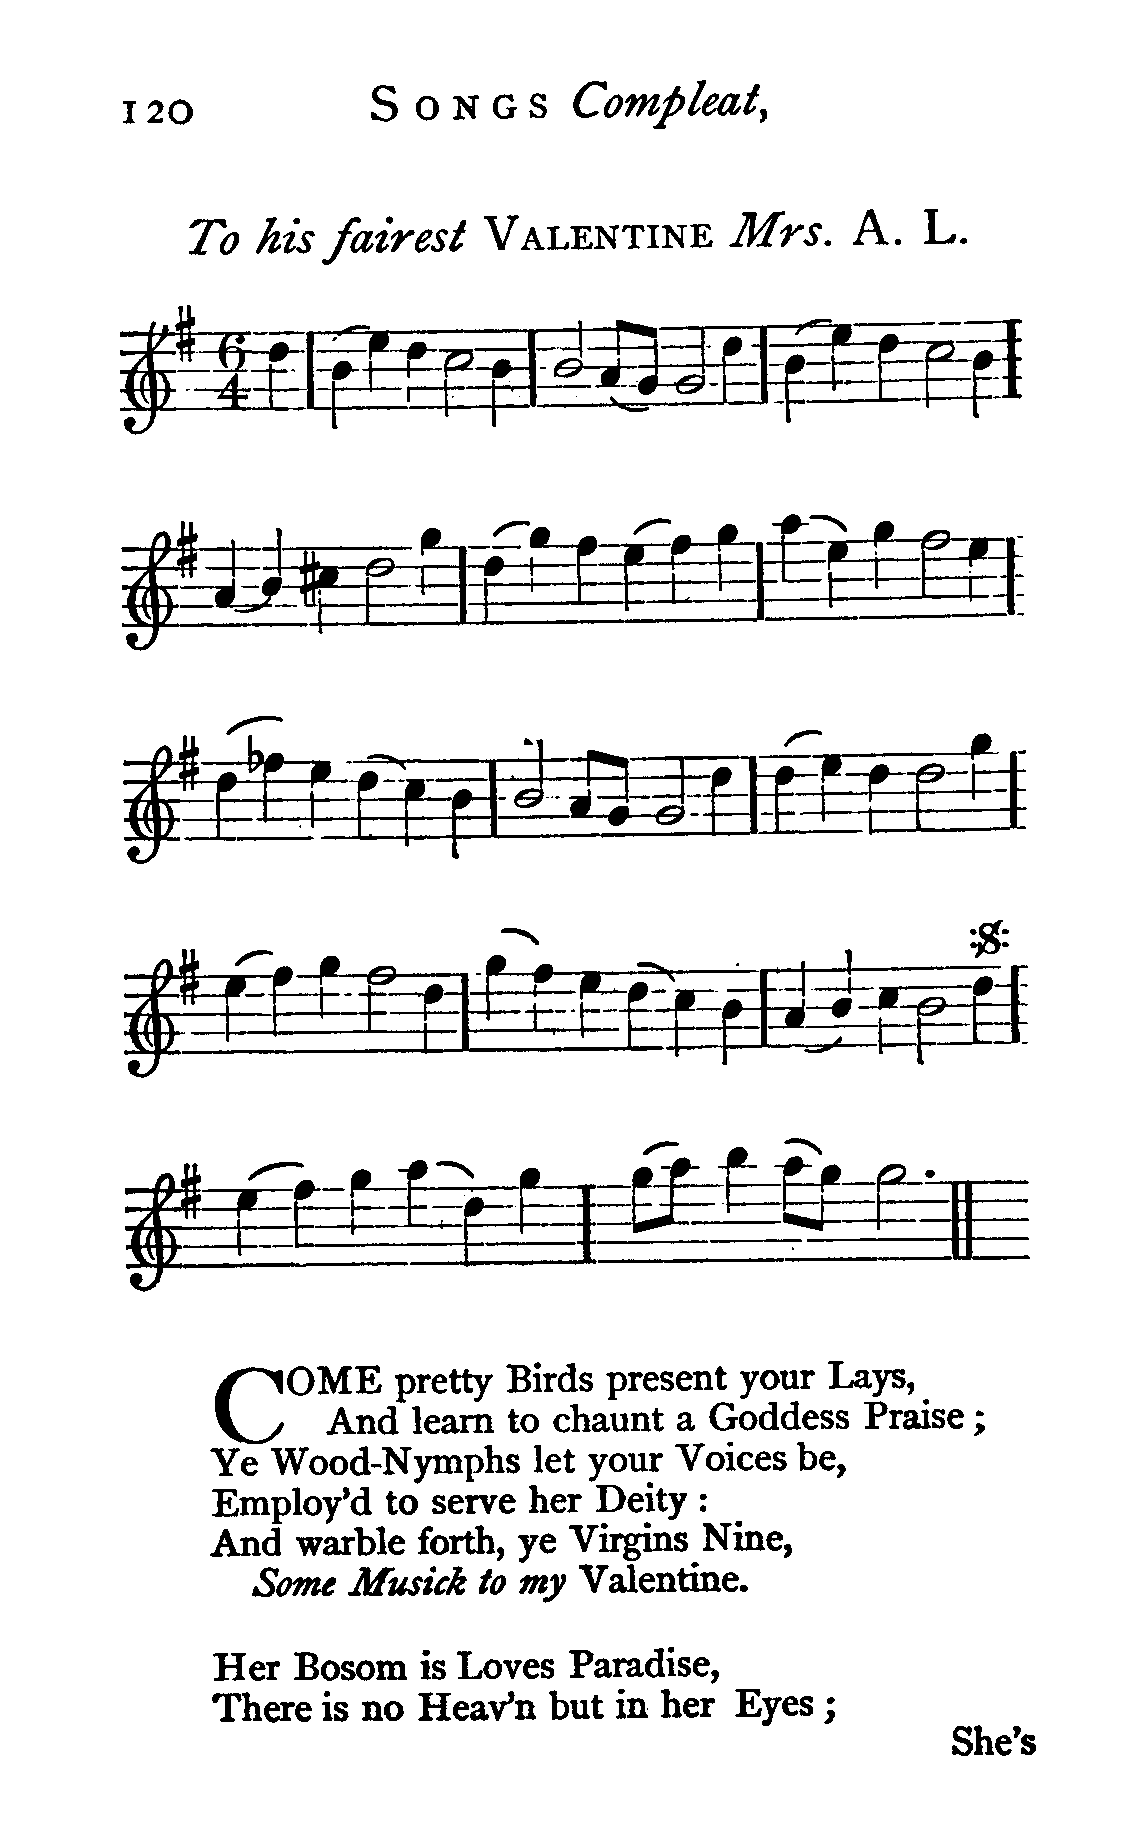 120 SONGS Compleat,
To his fairest VALENTINE Mrs. A. L.
6
4
COME pretty Birds present your Lays,
And learn to chaunt a Goddess Praise ;
Ye Wood-Nymphs let your Voices be,
Employ'd to serve her Deity :
And warble forth, ye Virgins Nine,
Some Musick to my Valentine.
Her Bosom is Loves Paradise,
There is no Heav'n but in her Eyes ;
She's